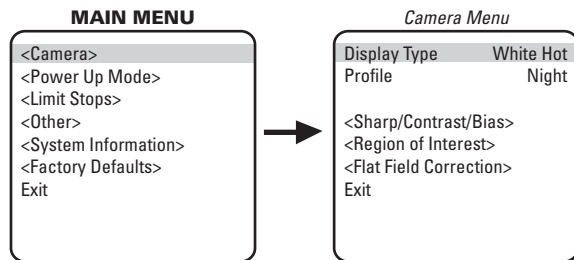 MAIN MENU
<Camera>
<Power Up Mode>
<Limit Stops>
<Other>
<System Information>
<Factory Defaults>
Exit
Camera Menu
Display Type White Hot
Profile Night
<Sharp/Contrast/Bias>
<Region of Interest>
<Flat Field Correction>
Exit